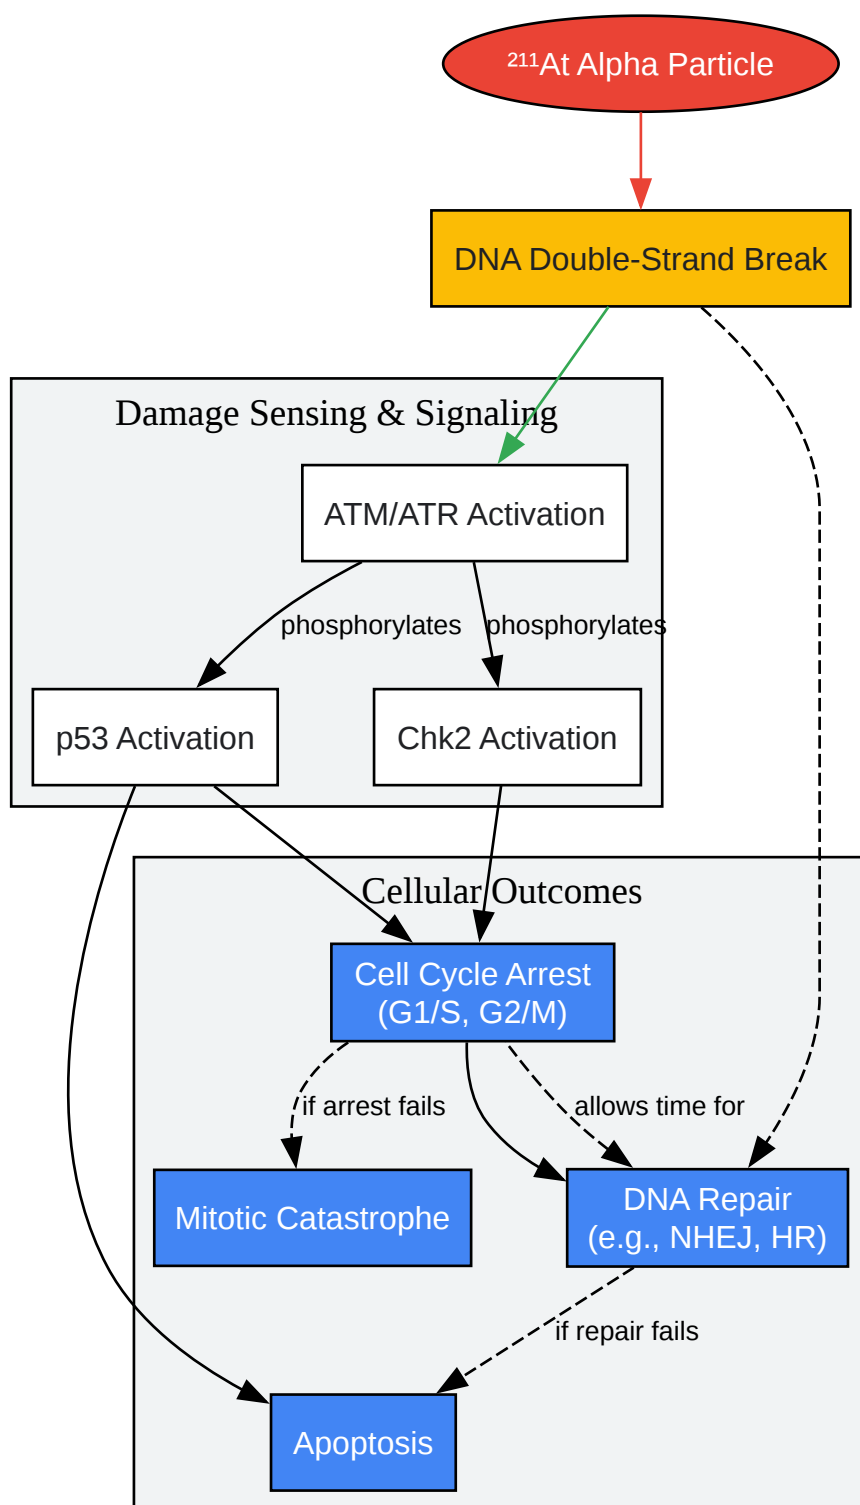 ²¹¹At Alpha Particle
DNA Double-Strand Break
Damage Sensing & Signaling
ATM/ATR Activation
phosphorylates
phosphorylates
p53 Activation
Chk2 Activation
Cellular Outcomes
Cell Cycle Arrest
(G1/S, G2/M)
if arrest fails
allows time for
Mitotic Catastrophe
DNA Repair
(e.g., NHEJ, HR)
if repair fails
Apoptosis